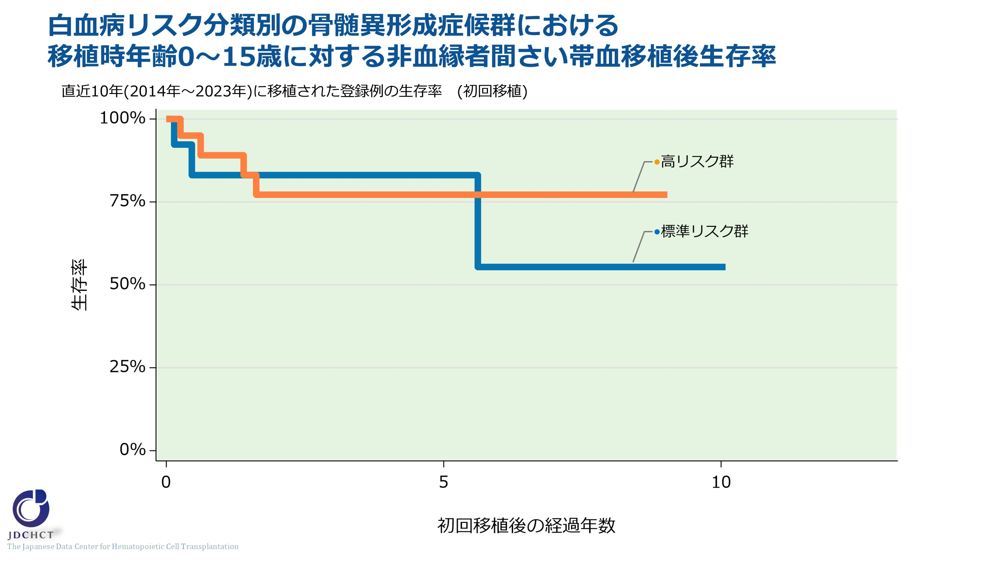 白血病リスク分類別の骨髄異形成症候群における
移植時年齢0～15歳に対する非血縁者間さい帯血移植後生存率
直近10年(2014年～2023年)に移植された登録例の生存率　(初回移植)
100%
75%
50%
25%
0%
生存率
高リスク群
標準リスク群
0
5
10
初回移植後の経過年数
JDCHCT
The Japanese Data Center for Hematopoietic Cell Transplantation